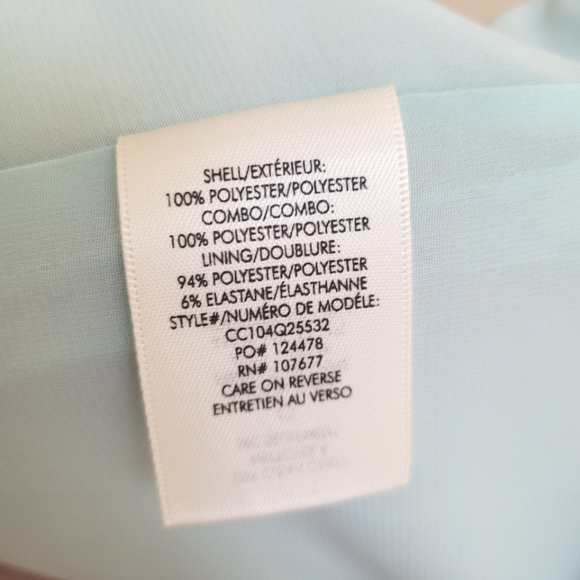 SHELL/EXTÉRIEUR:
100% POLYESTER/POLYESTER
COMBO/COMBO:
100% POLYESTER/POLYESTER
LINING/DOUBLURE:
94% POLYESTER/POLYESTER
6% ELASTANE/ÉLASTHANNE
STYLE#/NUMÉRO DE MODÉLE:
CC104Q25532
PO# 124478
RN# 107677
CARE ON REVERSE
ENTRETIEN AU VERSO